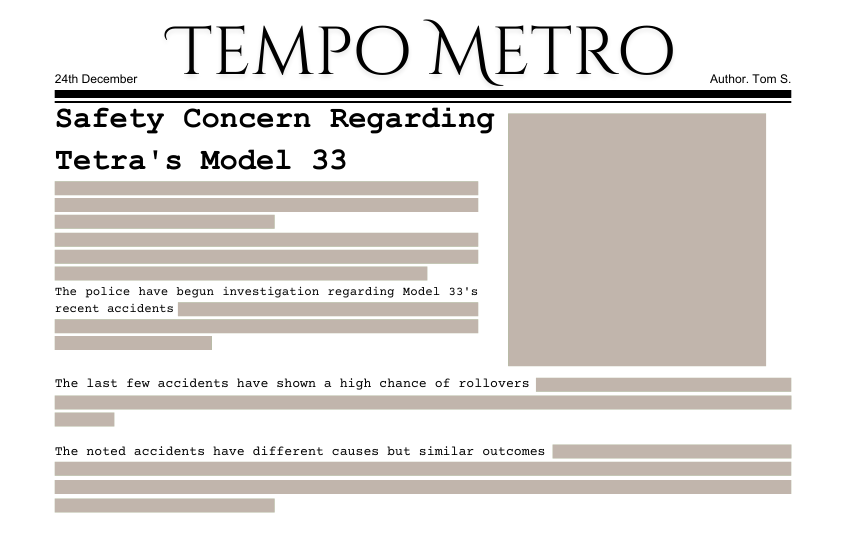 TEMPO METRO
24th December
Author. Tom S.
Safety Concern Regarding
Tetra's Model 33
The police have begun investigation regarding Model 33's
recent accidents
The last few accidents have shown a high chance of rollovers
The noted accidents have different causes but similar outcomes